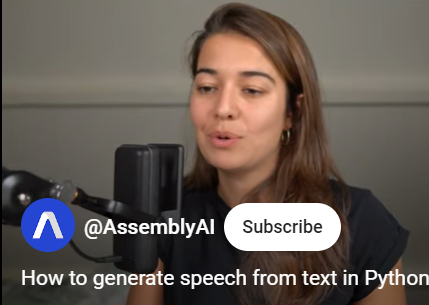 @AssemblyAI Subscribe
How to generate speech from text in Python